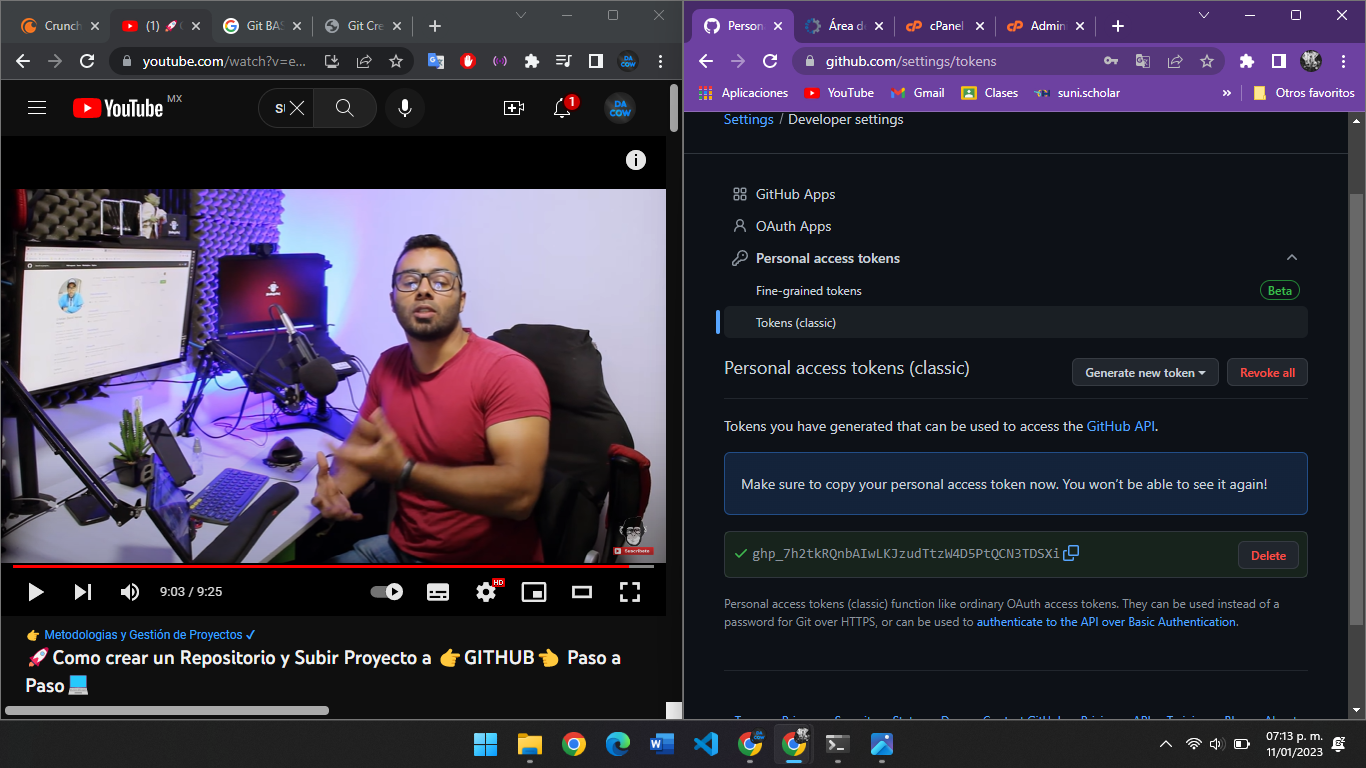 Crunch
(1) 🚀 C
Git BAS
Git Cre
youtube.com/watch?v=e...
YouTube MX
1
DA COW
👉 Metodologias y Gestión de Proyectos ✓
🚀Como crear un Repositorio y Subir Proyecto a 👉GITHUB👈 Paso a
Paso💻
9:03 / 9:25
HD
Suscribete
Person
Área de
cPanel
Admin
github.com/settings/tokens
Aplicaciones
YouTube
Gmail
Clases
suni.scholar
»
Otros favoritos
Settings / Developer settings
GitHub Apps
OAuth Apps
Personal access tokens
Fine-grained tokens
Beta
Tokens (classic)
Personal access tokens (classic)
Generate new token
Revoke all
Tokens you have generated that can be used to access the GitHub API.
Make sure to copy your personal access token now. You won't be able to see it again!
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
Delete
Personal access tokens (classic) function like ordinary OAuth access tokens. They can be used instead of a
password for Git over HTTPS, or can be used to authenticate to the API over Basic Authentication.
07:13 p. m.
11/01/2023